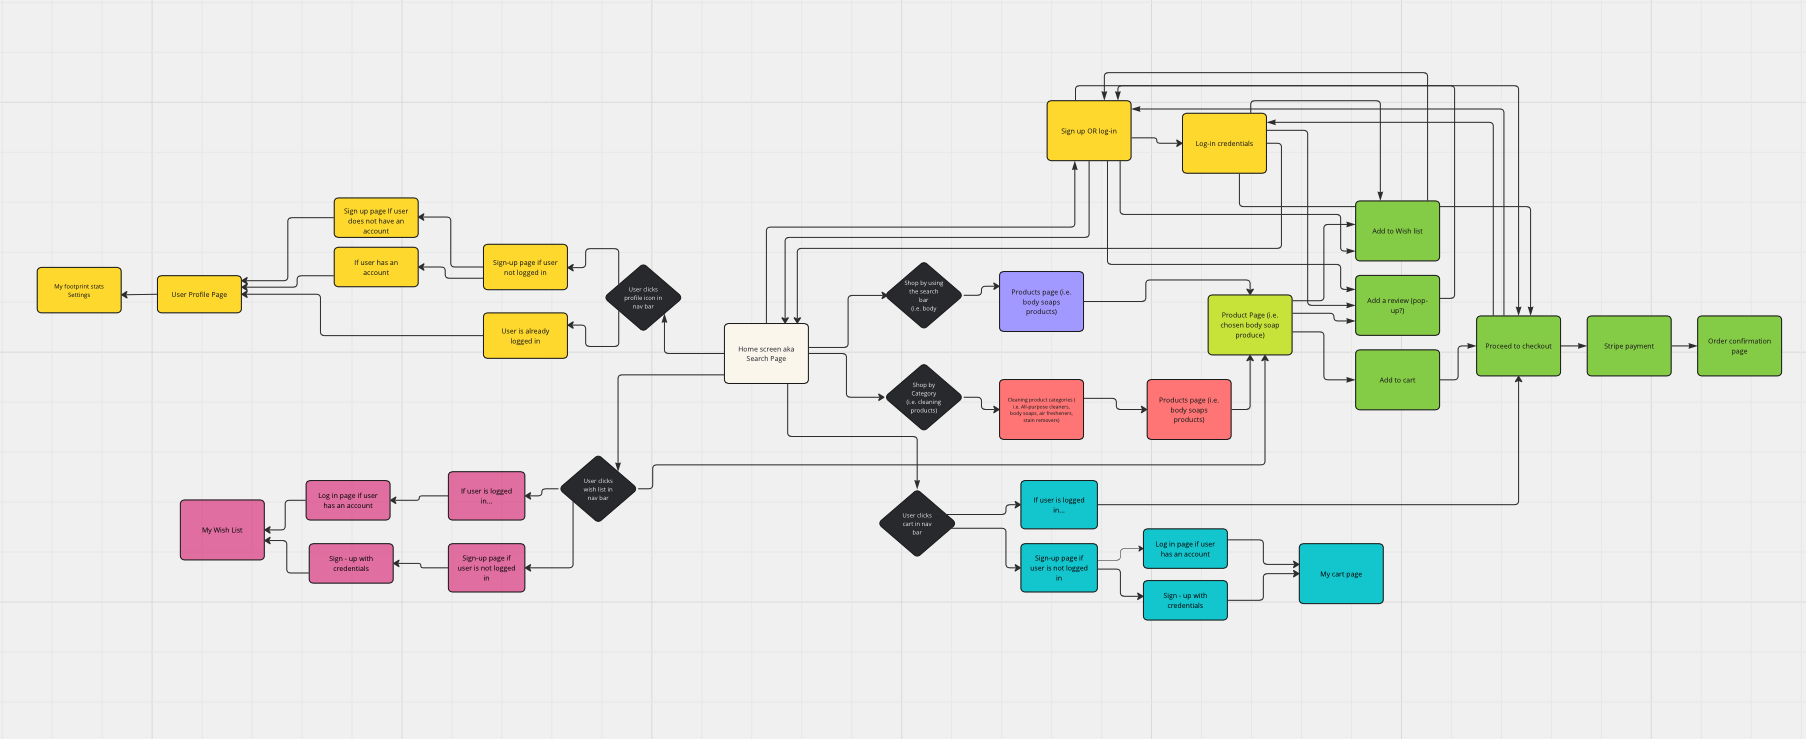 Sign up OR log-in
Log-in credentials
Sign up page If user
does not have an
account
Add to Wish list
If user has an
account
Sign-up page if user
not logged in
My footprint stats
Settings
User Profile Page
User clicks
profile icon in
nav bar
Shop by using
the search
bar
(i.e. body
Products page (i.e.
body soaps
products)
Product Page (i.e.
chosen body soap
produce)
Add a review (pop-
up?)
User is already
logged in
Home screen aka
Search Page
Proceed to checkout
Stripe payment
Order confirmation
page
Shop by
Category
(i.e. cleaning
products)
Cleaning product categories (
i.e. All-purpose cleaners,
body soaps, air fresheners,
stain removers)
Products page (i.e.
body soaps
products)
Add to cart
User clicks
wish list in
nav bar
If user is logged
in...
Log in page if user
has an account
My Wish List
Sign - up with
credentials
Sign-up page if
user is not logged
in
User clicks
cart in nav
bar
If user is logged
in...
Sign-up page if
user is not logged
in
Log in page if user
has an account
Sign - up with
credentials
My cart page